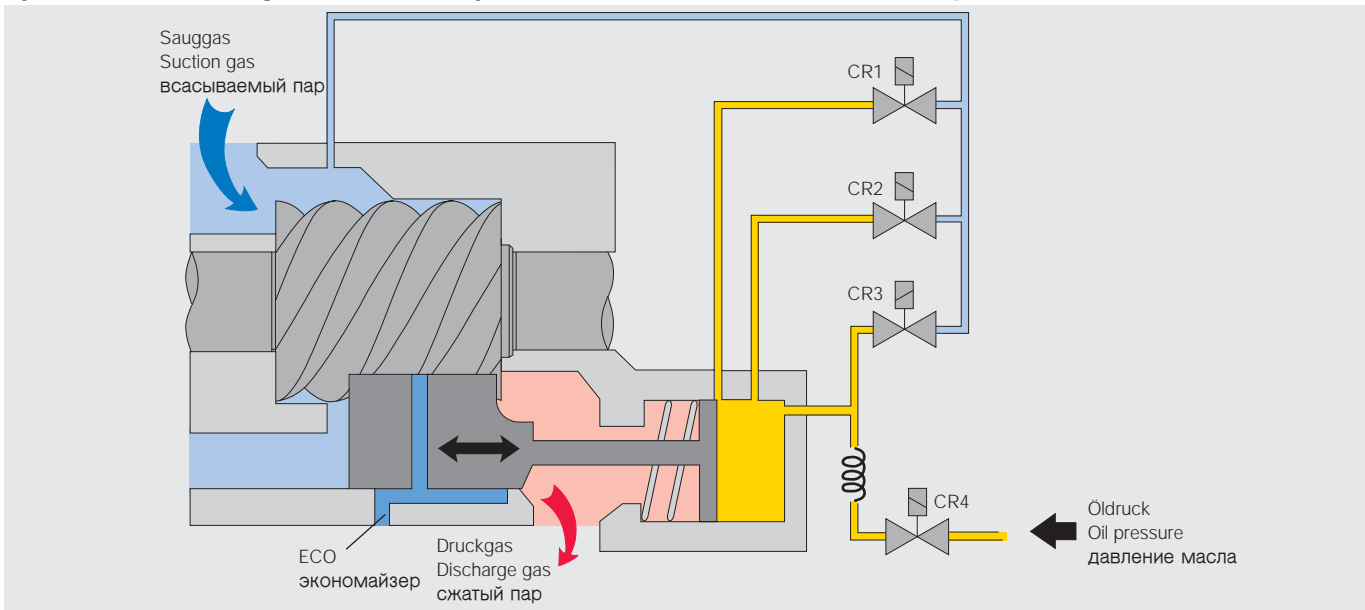 Sauggas
Suction gas
всасываемый пар
CR1
CR2
CR3
CR4
Öldruck
Oil pressure
давление масла
ECO
экономайзер
Druckgas
Discharge gas
сжатый пар